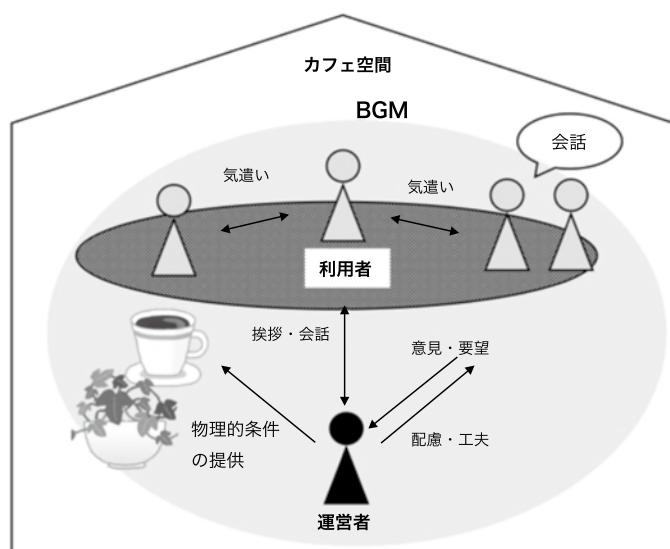 カフェ空間
BGM
会話
気遣い
気遣い
利用者
挨拶・会話
意見・要望
物理的条件
の提供
配慮・工夫
運営者